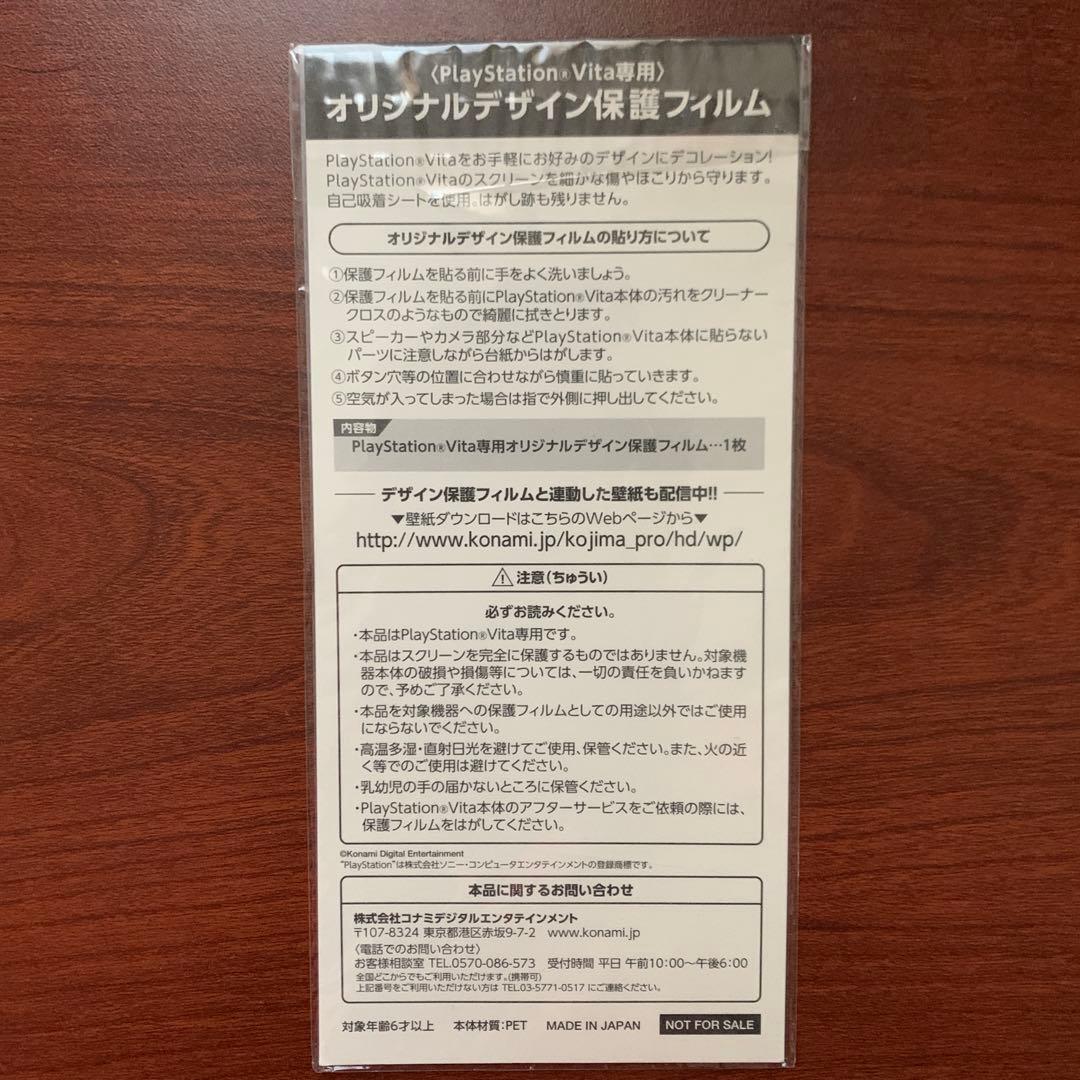 〈PlayStation®Vita専用〉
オリジナルデザイン保護フィルム
PlayStation®Vitaをお手軽にお好みのデザインにデコレーション!
PlayStation®Vitaのスクリーンを細かな傷やほこりから守ります。
自己吸着シートを使用。はがし跡も残りません。
オリジナルデザイン保護フィルムの貼り方について
①保護フィルムを貼る前に手をよく洗いましょう。
②保護フィルムを貼る前にPlayStation®Vita本体の汚れをクリーナー
クロスのようなもので綺麗に拭きとります。
③スピーカーやカメラ部分などPlayStation®Vita本体に貼らない
パーツに注意しながら台紙からはがします。
④ボタン穴等の位置に合わせながら慎重に貼っていきます。
⑤空気が入ってしまった場合は指で外側に押し出してください。
内容物
PlayStation®Vita専用オリジナルデザイン保護フィルム…1枚
デザイン保護フィルムと連動した壁紙も配信中!!
▼壁紙ダウンロードはこちらのWebページから▼
http://www.konami.jp/kojima_pro/hd/wp/
⚠注意(ちゅうい)
必ずお読みください。
・本品はPlayStation®Vita専用です。
・本品はスクリーンを完全に保護するものではありません。対象機
器本体の破損や損傷等については、一切の責任を負いかねます
ので、予めご了承ください。
・本品を対象機器への保護フィルムとしての用途以外ではご使用
にならないでください。
・高温多湿・直射日光を避けてご使用、保管ください。また、火の近
く等でのご使用は避けてください。
・乳幼児の手の届かないところに保管ください。
・PlayStation®Vita本体のアフターサービスをご依頼の際には、
保護フィルムをはがしてください。
©Konami Digital Entertainment
"PlayStation"は株式会社ソニー・コンピュータエンタテインメントの登録商標です。
本品に関するお問い合わせ
株式会社コナミデジタルエンタテインメント
〒107-8324 東京都港区赤坂9-7-2 www.konami.jp
〈電話でのお問い合わせ〉
お客様相談室 TEL.0570-086-573 受付時間 平日 午前10:00〜午後6:00
全国どこからでもご利用いただけます。(携帯可)
上記番号をご利用いただけない方は TEL.03-5771-0517 にご連絡ください。
対象年齢6才以上 本体材質:PET MADE IN JAPAN NOT FOR SALE